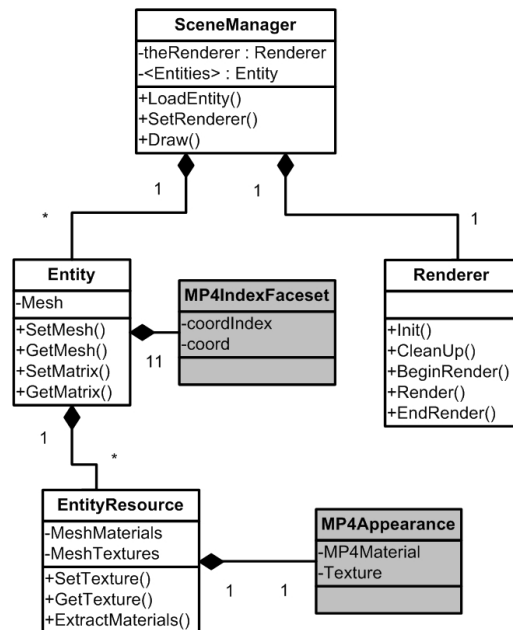 SceneManager
-theRenderer : Renderer
-<Entities> : Entity
+LoadEntity()
+SetRenderer()
+Draw()
1
1
*
1
Entity
-Mesh
+SetMesh()
+GetMesh()
+SetMatrix()
+GetMatrix()
MP4IndexFaceset
-coordIndex
-coord
11
Renderer
+Init()
+CleanUp()
+BeginRender()
+Render()
+EndRender()
1
*
EntityResource
-MeshMaterials
-MeshTextures
+SetTexture()
+GetTexture()
+ExtractMaterials()
1
1
MP4Appearance
-MP4Material
-Texture